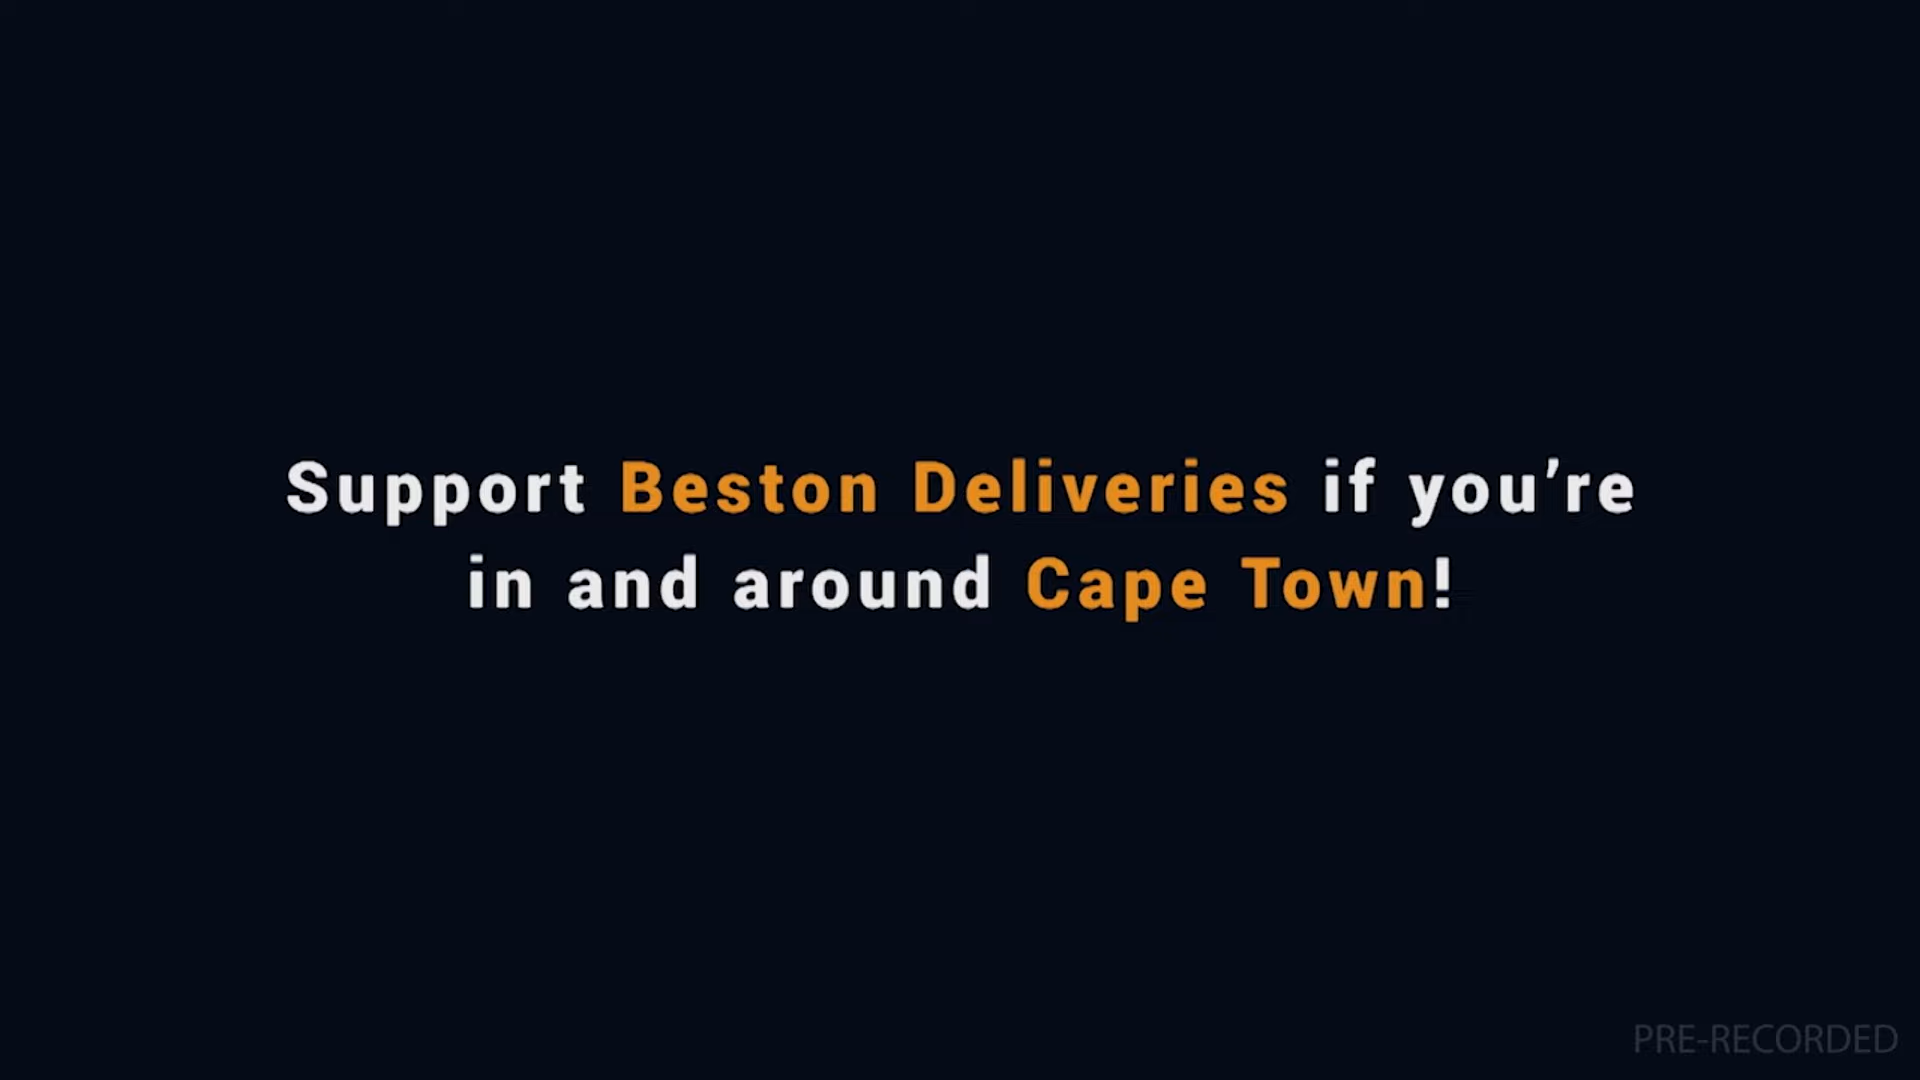 Support Beston Deliveries if you’re
in and around Cape Town!
PRE-RECORDED